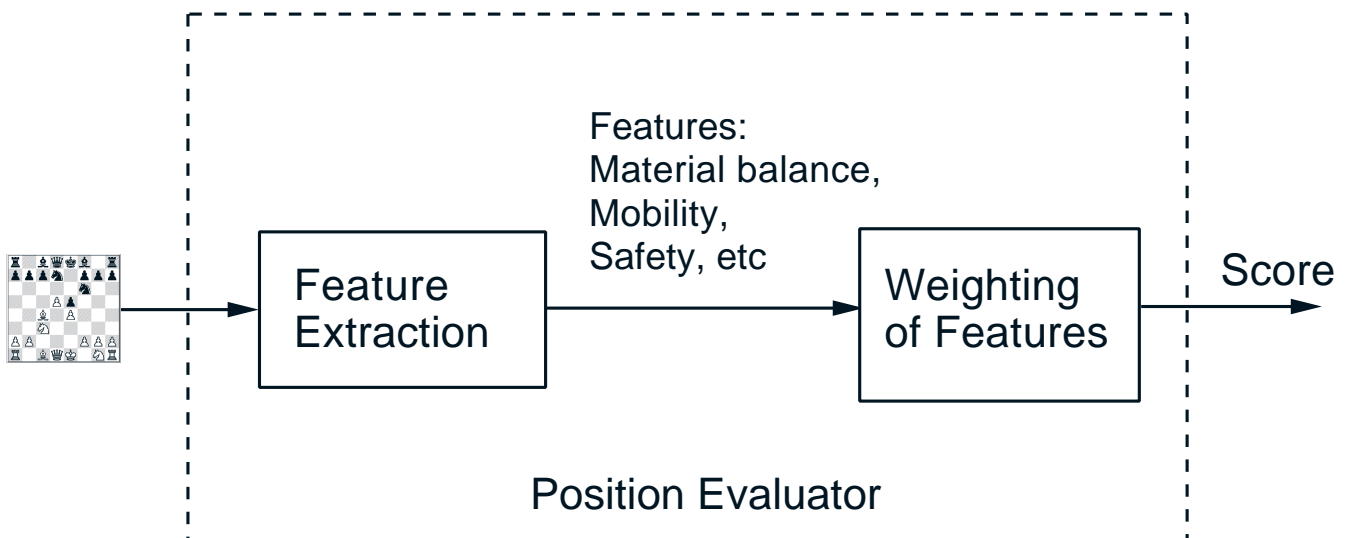 Features:
Material balance,
Mobility,
Safety, etc
Feature
Extraction
Weighting
of Features
Score
Position Evaluator